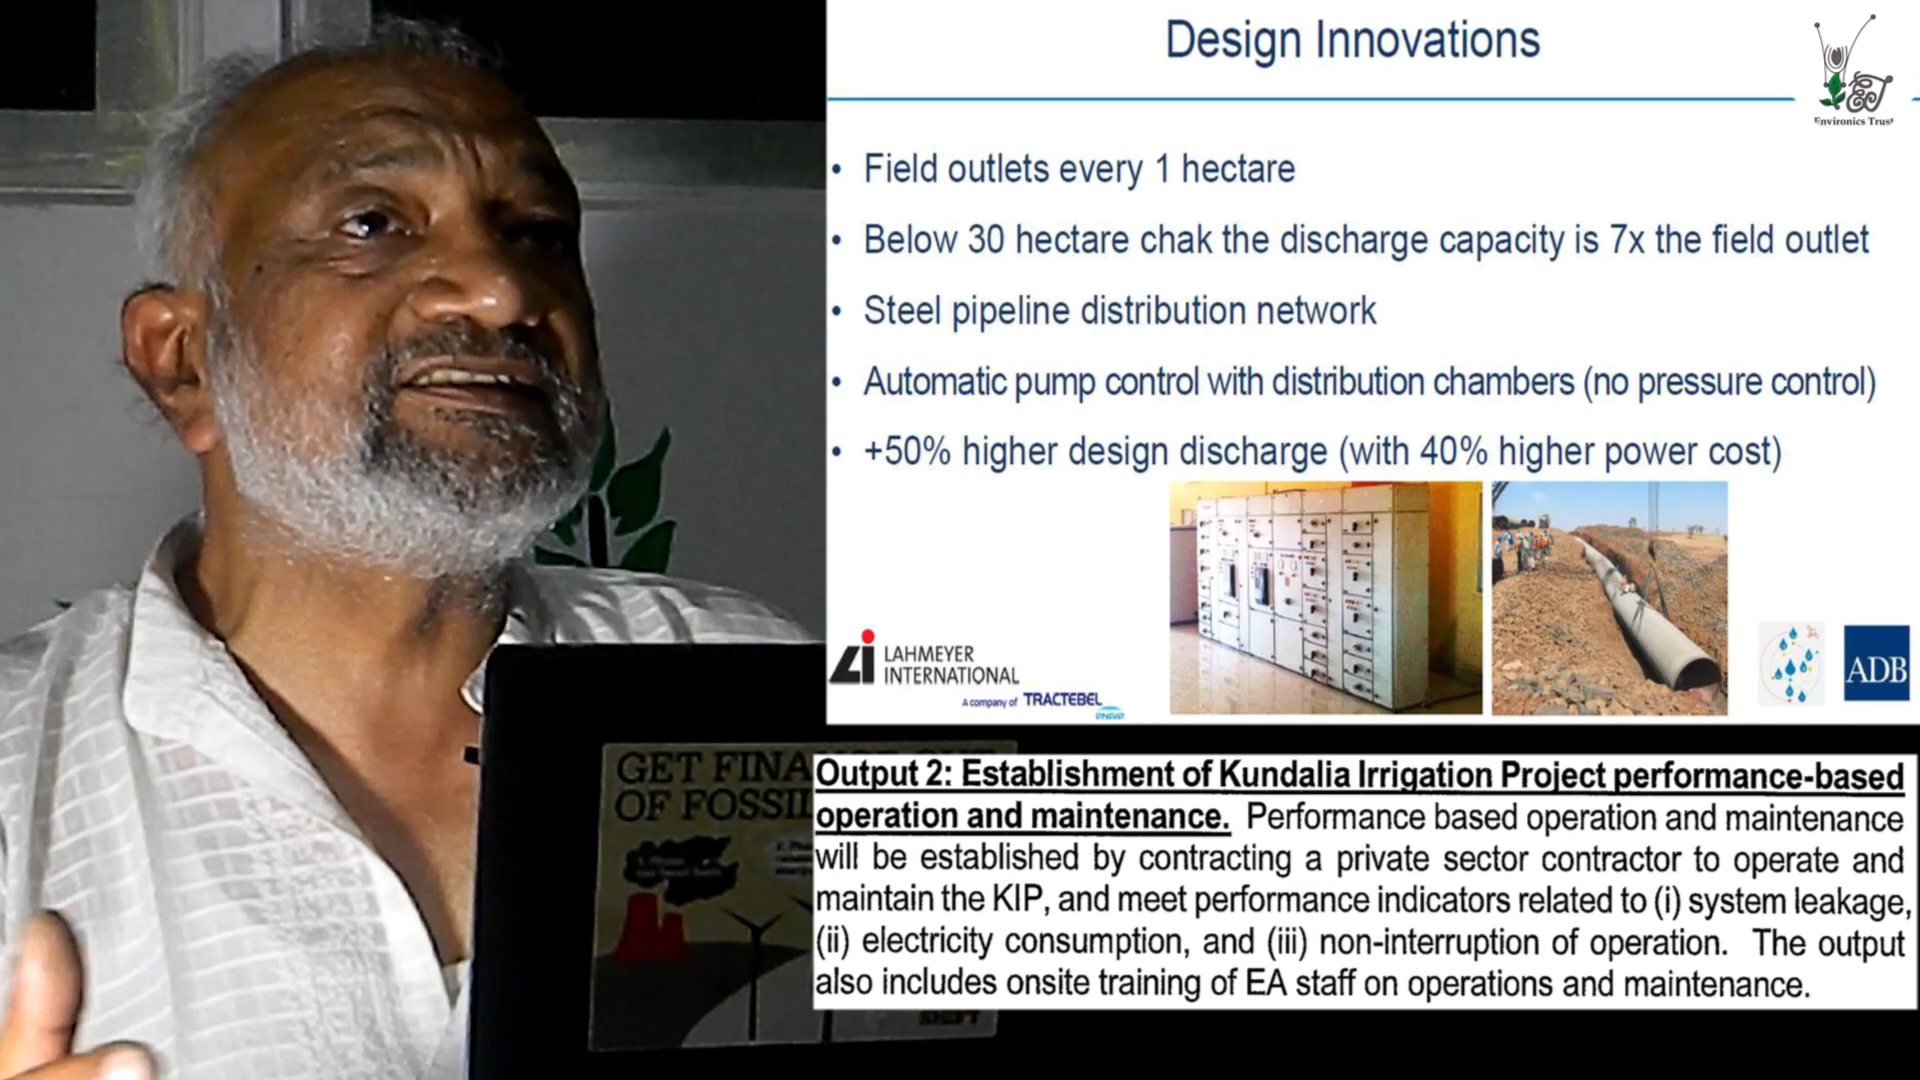 Design Innovations
Environics Trust
• Field outlets every 1 hectare
• Below 30 hectare chak the discharge capacity is 7x the field outlet
• Steel pipeline distribution network
• Automatic pump control with distribution chambers (no pressure control)
• +50% higher design discharge (with 40% higher power cost)
LAHMEYER
INTERNATIONAL
A company of TRACTEBEL
ENGIE
ADB
GET FINA
OF FOSSIL
Output 2: Establishment of Kundalia Irrigation Project performance-based
operation and maintenance. Performance based operation and maintenance
will be established by contracting a private sector contractor to operate and
maintain the KIP, and meet performance indicators related to (i) system leakage,
(ii) electricity consumption, and (iii) non-interruption of operation. The output
also includes onsite training of EA staff on operations and maintenance.
SHIFT